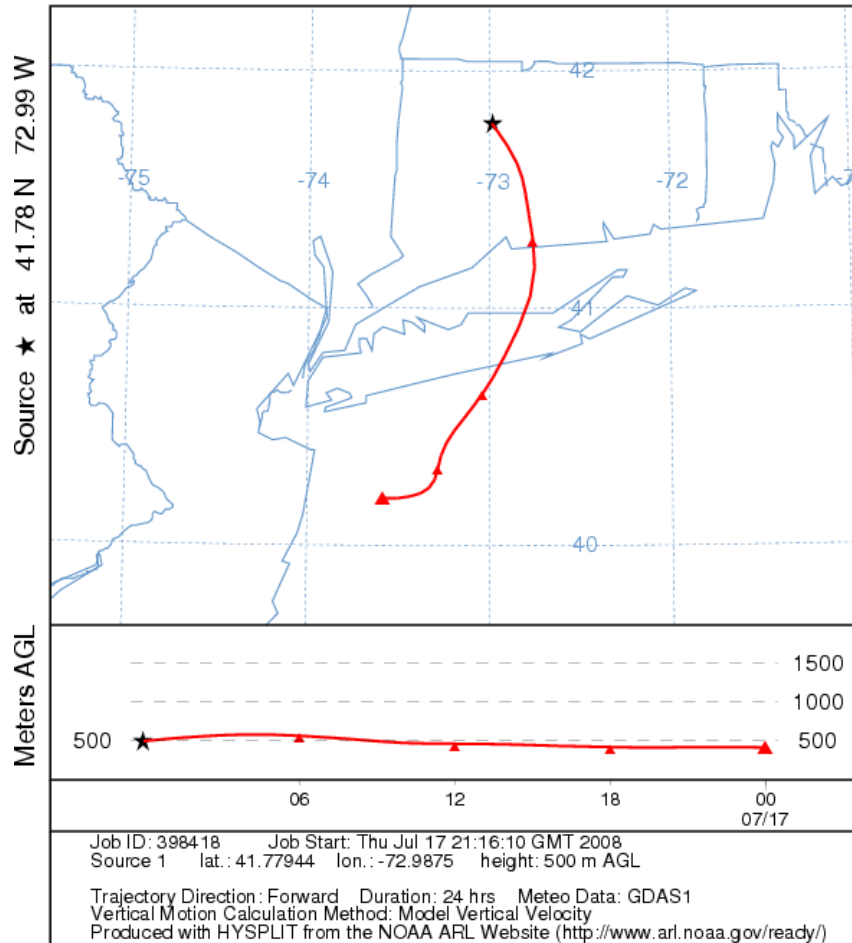 Source ★ at 41.78 N 72.99 W
42
-75
-74
-73
-72
41
40
Meters AGL
1500
1000
500
500
06
12
18
00
07/17
Job ID: 398418 Job Start: Thu Jul 17 21:16:10 GMT 2008
Source 1 lat.: 41.77944 lon.: -72.9875 height: 500 m AGL
Trajectory Direction: Forward Duration: 24 hrs Meteo Data: GDAS1
Vertical Motion Calculation Method: Model Vertical Velocity
Produced with HYSPLIT from the NOAA ARL Website (http://www.arl.noaa.gov/ready/)